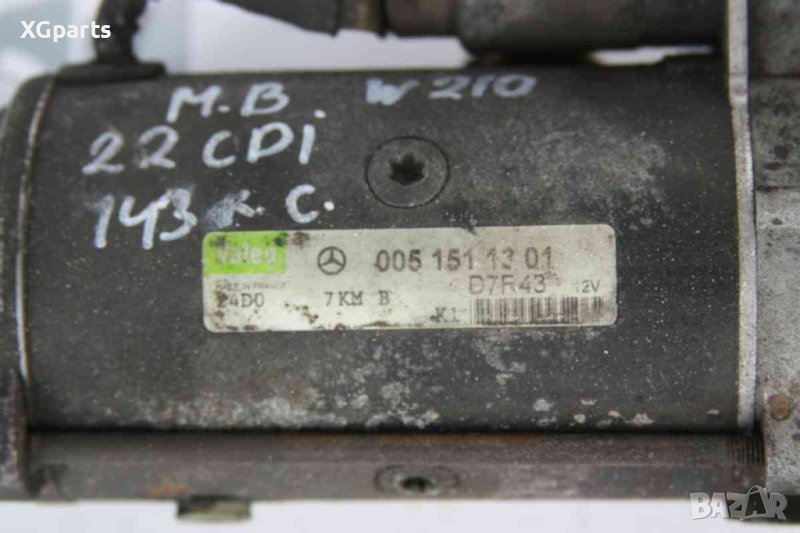 XGparts
M.B. W210
22 CDI
143 к.с.
Valeo 005 151 13 01
MADE IN FRANCE D7R43 12V
24D0 7KM B K1
BAZAR